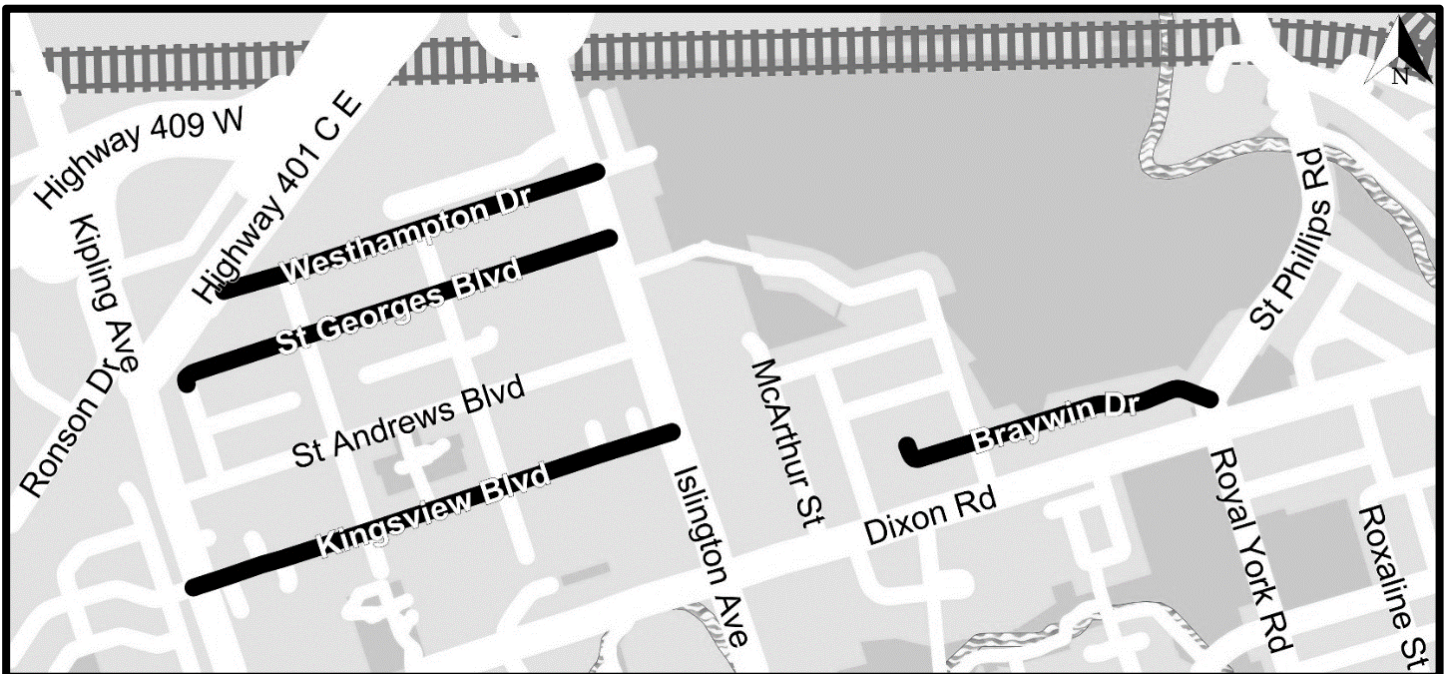 N
Highway 409 W
Highway 401 C E
Kipling Ave
Westhampton Dr
St Georges Blvd
St Phillips Rd
Ronson Dr
St Andrews Blvd
McArthur St
Braywin Dr
Kingsview Blvd
Islington Ave
Dixon Rd
Royal York Rd
Roxaline St